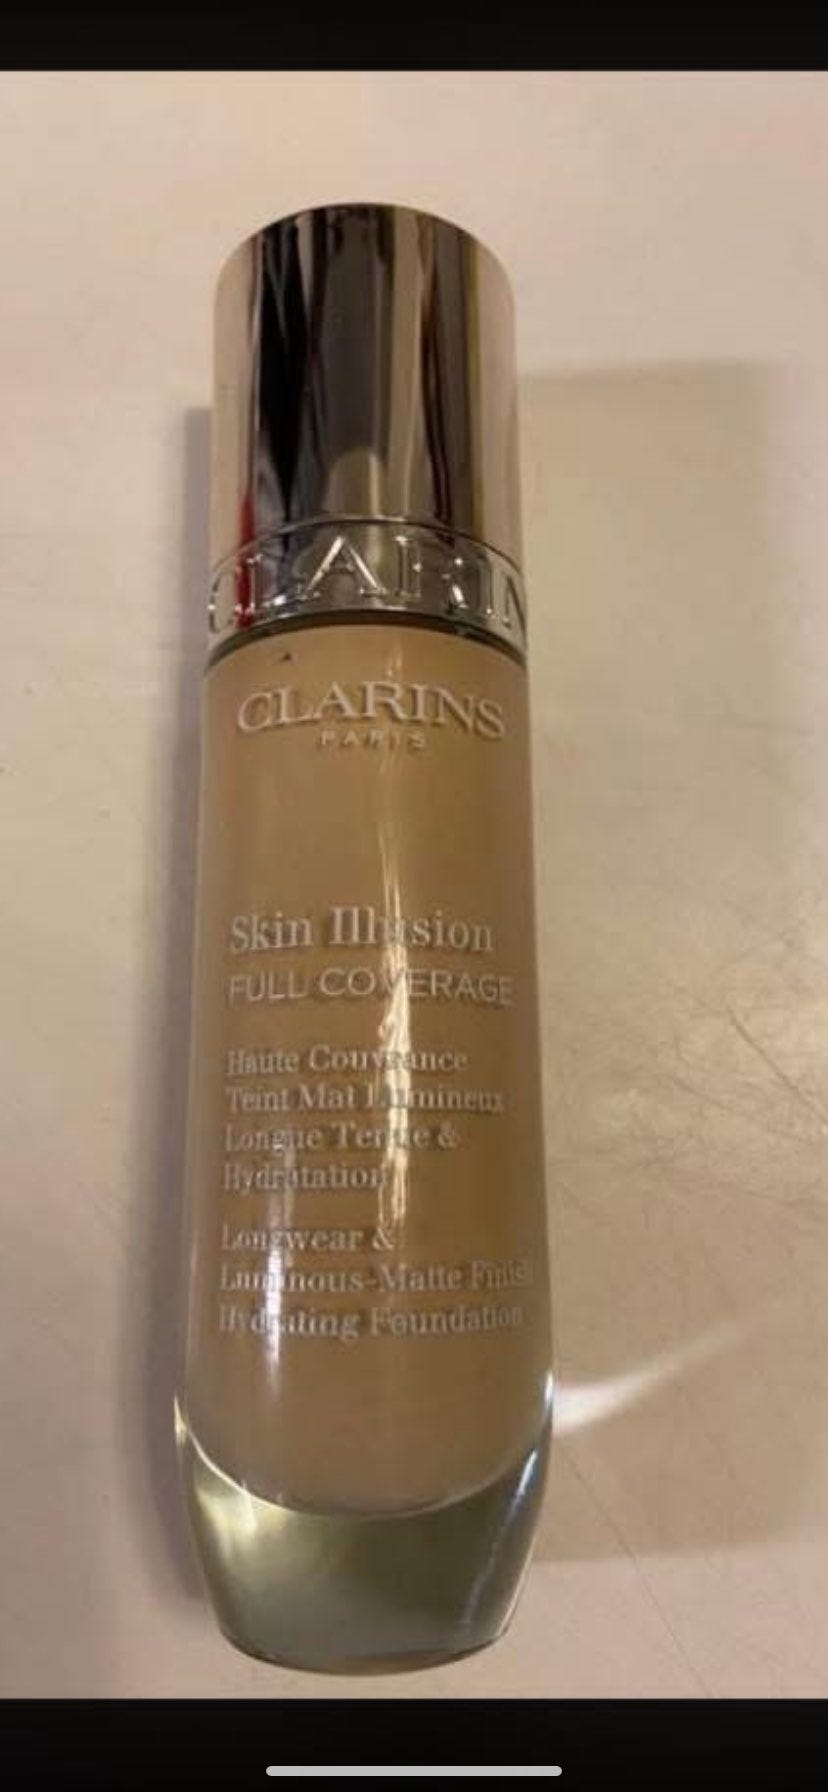 CLARIN
CLARINS
PARIS
Skin Illusion
FULL COVERAGE
Haute Couvrance
Teint Mat Lumineux
Longue Tenue &
Hydratation
Longwear &
Luminous-Matte Finish
Hydrating Foundation